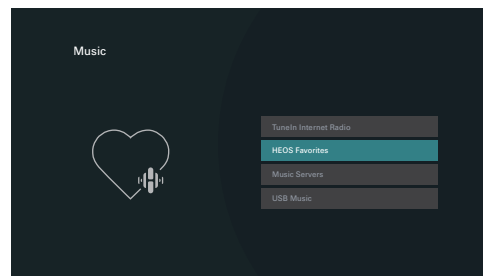 Music
TuneIn Internet Radio
HEOS Favorites
Music Servers
USB Music